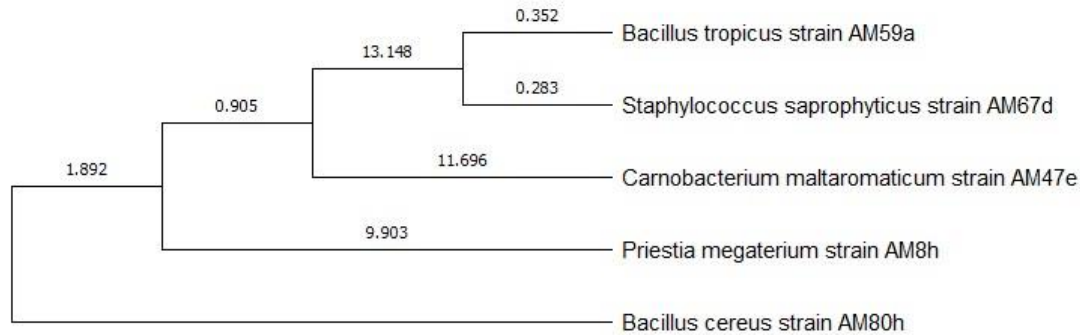 0.352
Bacillus tropicus strain AM59a
13.148
0.283
Staphylococcus saprophyticus strain AM67d
0.905
11.696
Carnobacterium maltaromaticum strain AM47e
1.892
9.903
Priestia megaterium strain AM8h
Bacillus cereus strain AM80h